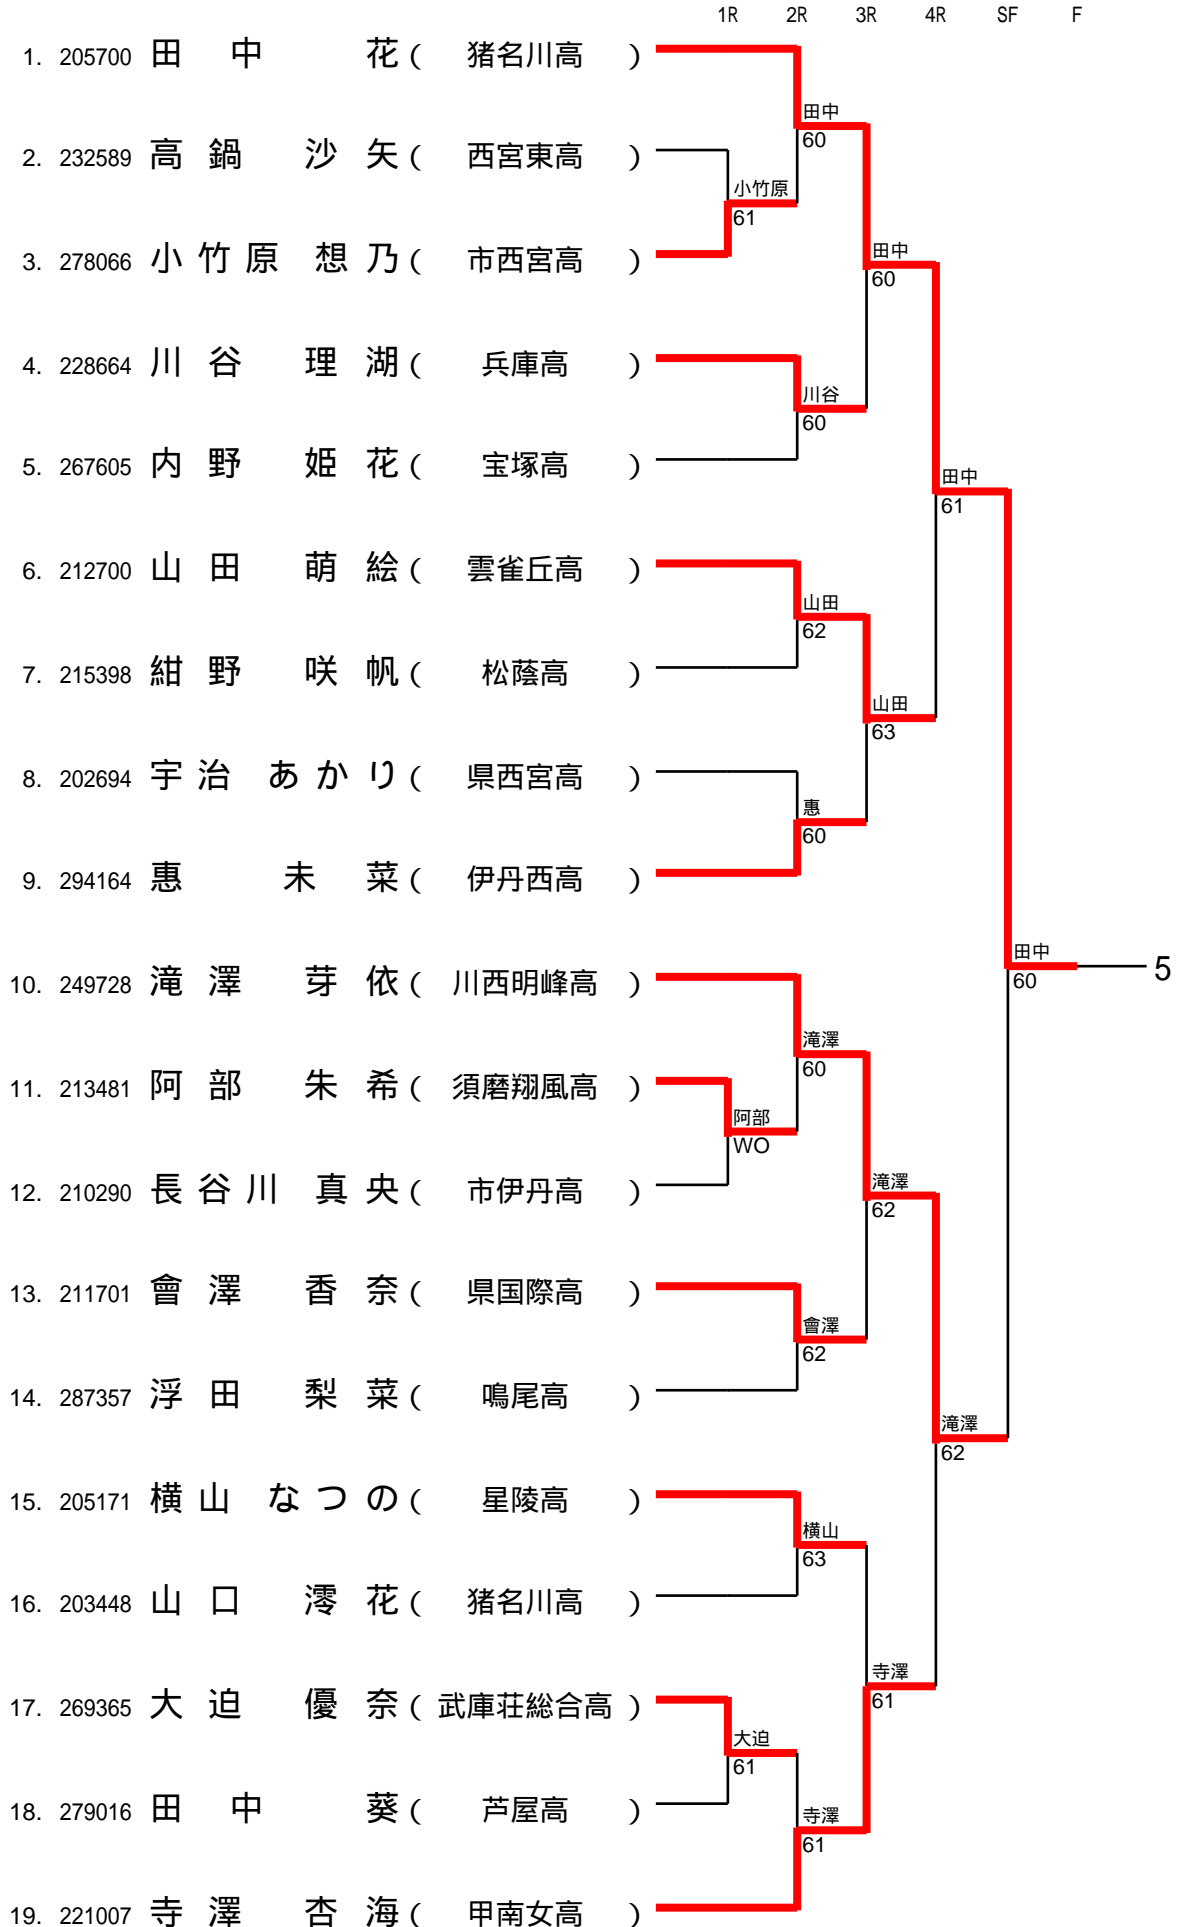 1R 2R 3R 4R SF F
1. 205700 田中 花 ( 猪名川高 )
田中
60
2. 232589 高鍋 沙矢 ( 西宮東高 )
小竹原
61
3. 278066 小竹原 想乃 ( 市西宮高 )
田中
60
4. 228664 川谷 理湖 ( 兵庫高 )
川谷
60
5. 267605 内野 姫花 ( 宝塚高 )
田中
61
6. 212700 山田 萌絵 ( 雲雀丘高 )
山田
62
7. 215398 紺野 咲帆 ( 松蔭高 )
山田
63
8. 202694 宇治 あかり ( 県西宮高 )
惠
60
9. 294164 惠 未菜 ( 伊丹西高 )
田中
60
5
10. 249728 滝澤 芽依 ( 川西明峰高 )
滝澤
60
11. 213481 阿部 朱希 ( 須磨翔風高 )
阿部
WO
12. 210290 長谷川 真央 ( 市伊丹高 )
滝澤
62
13. 211701 會澤 香奈 ( 県国際高 )
會澤
62
14. 287357 浮田 梨菜 ( 鳴尾高 )
滝澤
62
15. 205171 横山 なつの ( 星陵高 )
横山
63
16. 203448 山口 澪花 ( 猪名川高 )
寺澤
61
17. 269365 大迫 優奈 ( 武庫荘総合高 )
大迫
61
18. 279016 田中 葵 ( 芦屋高 )
寺澤
61
19. 221007 寺澤 杏海 ( 甲南女高 )